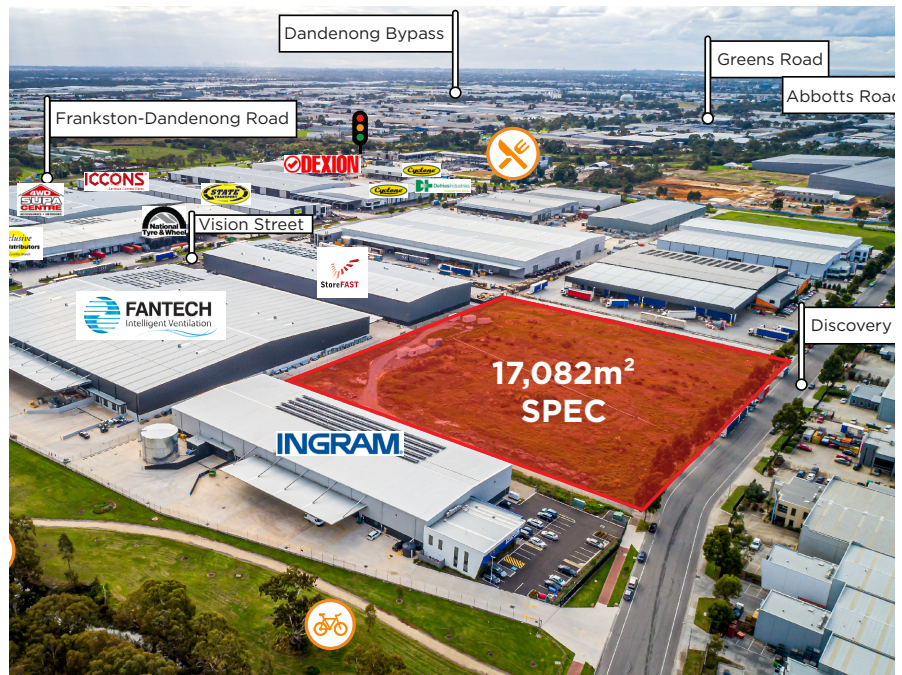 Dandenong Bypass
Greens Road
Abbotts Road
Frankston-Dandenong Road
DEXION
ICCONS
Cyclone
4WD
SUPA
CENTRE
STATE
Cyclone
DeNeefe
National
Tyre & Wheel
Vision Street
StoreFAST
FANTECH
Intelligent Ventilation
Discovery
17,082m²
SPEC
INGRAM